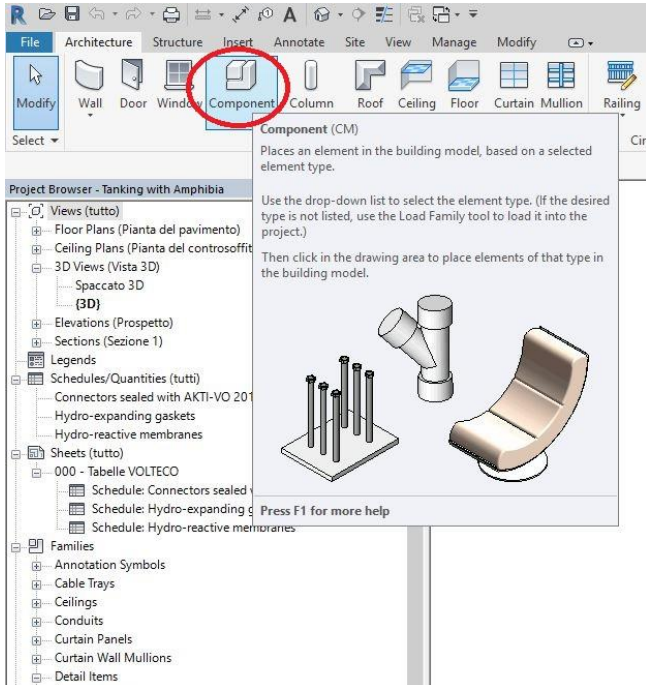 R A
File Architecture Structure Insert Annotate Site View Manage Modify
Modify Wall Door Window Component Column Roof Ceiling Floor Curtain Mullion Railing
Select Cir
Component (CM)
Places an element in the building model, based on a selected
element type.
Use the drop-down list to select the element type. (If the desired
type is not listed, use the Load Family tool to load it into the
project.)
Then click in the drawing area to place elements of that type in
the building model.
Press F1 for more help
Project Browser - Tanking with Amphibia
Views (tutto)
Floor Plans (Pianta del pavimento)
Ceiling Plans (Pianta del controsoffit
3D Views (Vista 3D)
Spaccato 3D
{3D}
Elevations (Prospetto)
Sections (Sezione 1)
Legends
Schedules/Quantities (tutti)
Connectors sealed with AKTI-VO 201
Hydro-expanding gaskets
Hydro-reactive membranes
Sheets (tutto)
000 - Tabelle VOLTECO
Schedule: Connectors sealed
Schedule: Hydro-expanding g
Schedule: Hydro-reactive membranes
Families
Annotation Symbols
Cable Trays
Ceilings
Conduits
Curtain Panels
Curtain Wall Mullions
Detail Items